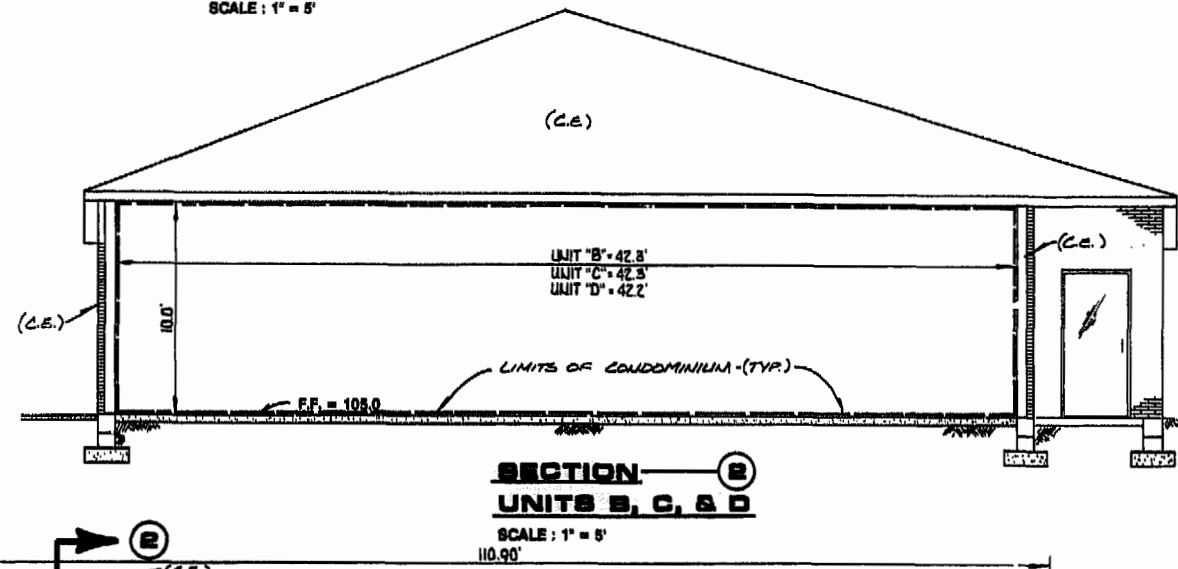 SCALE : 1" = 5'
(C.E.)
UNIT "B" = 42.8'
UNIT "C" = 42.3'
UNIT "D" = 42.2'
(C.E.)
(C.E.)
10.0'
LIMITS OF CONDOMINIUM-(TYP.)
F.F. = 105.0
SECTION 2
UNITS B, C, & D
SCALE : 1" = 5'
2
110.90'